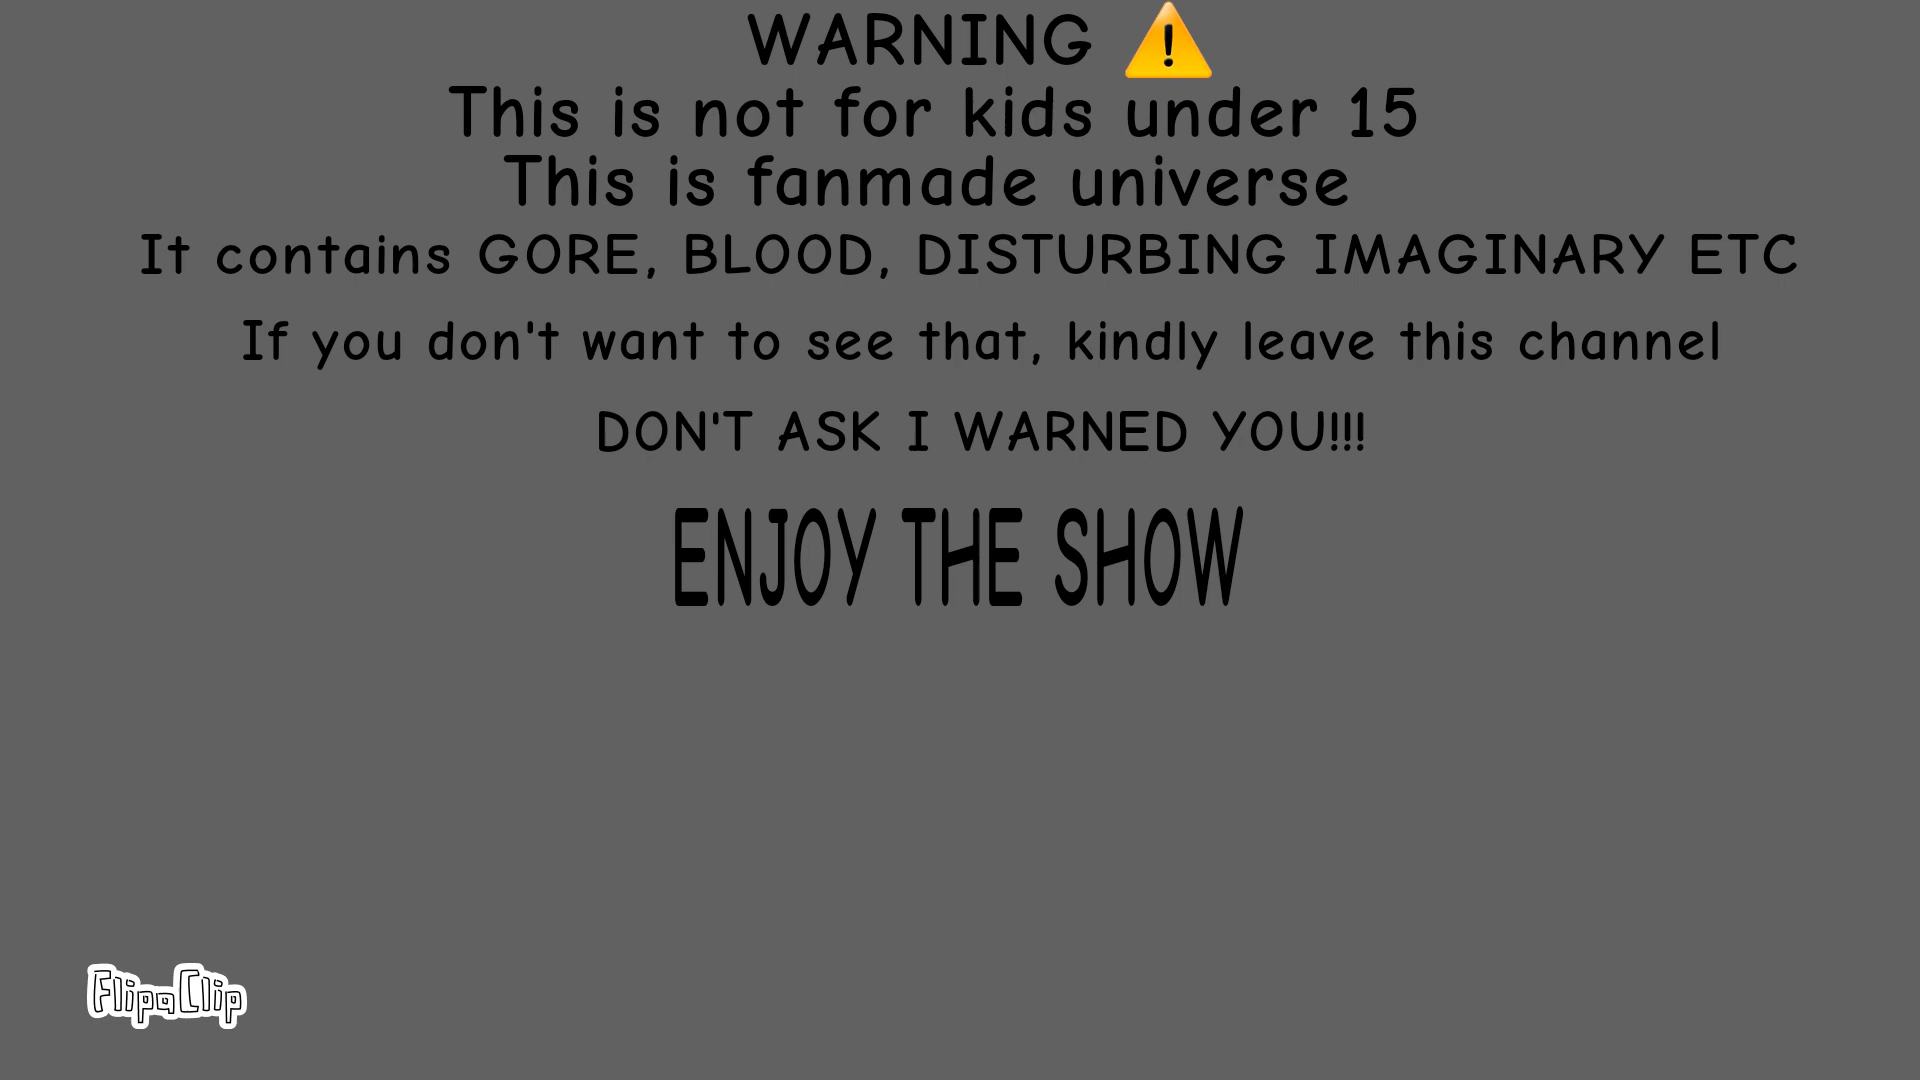 WARNING ⚠️
This is not for kids under 15
This is fanmade universe
It contains GORE, BLOOD, DISTURBING IMAGINARY ETC
If you don't want to see that, kindly leave this channel
DON'T ASK I WARNED YOU!!!
ENJOY THE SHOW
FlipaClip